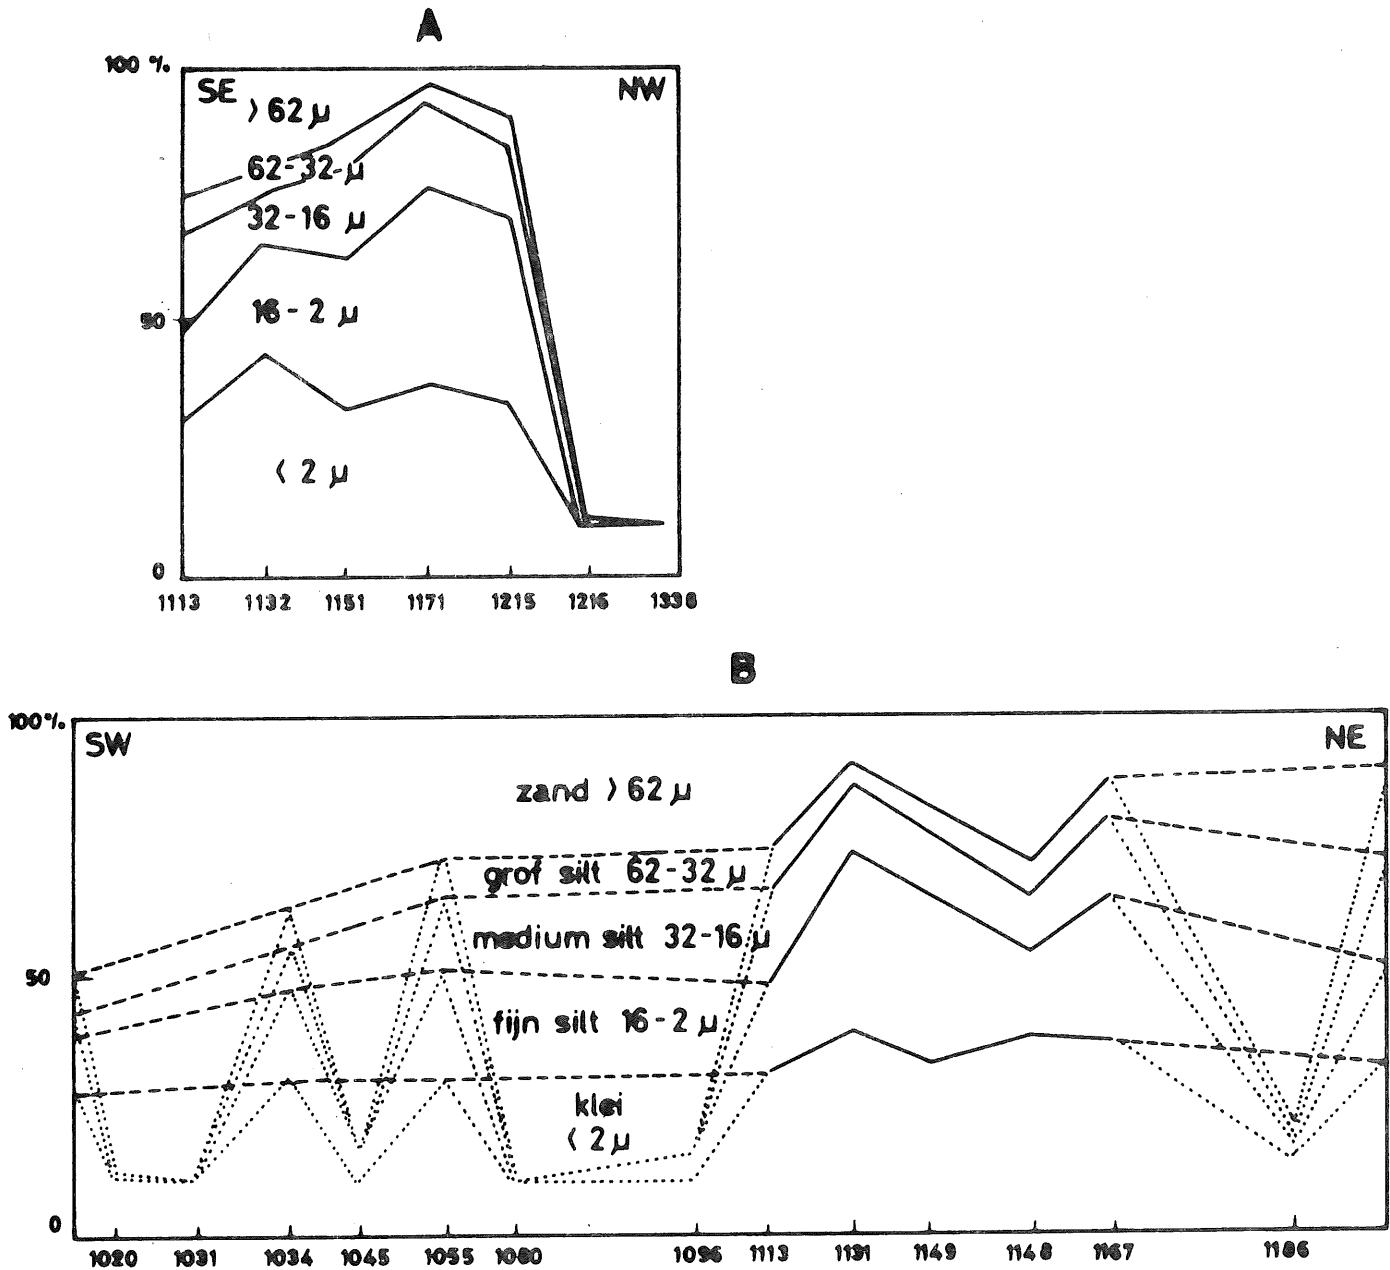 A
100 %.
SE
NW
> 62 µ
62-32-µ
32-16 µ
50
16-2 µ
< 2 µ
0
1113 1132 1151 1171 1215 1216 1336
B
100%.
SW
NE
zand > 62 µ
grof silt 62-32 µ
medium silt 32-16 µ
50
fijn silt 16-2 µ
klei
< 2 µ
0
1020 1031 1034 1045 1055 1060 1096 1113 1131 1149 1148 1167 1186